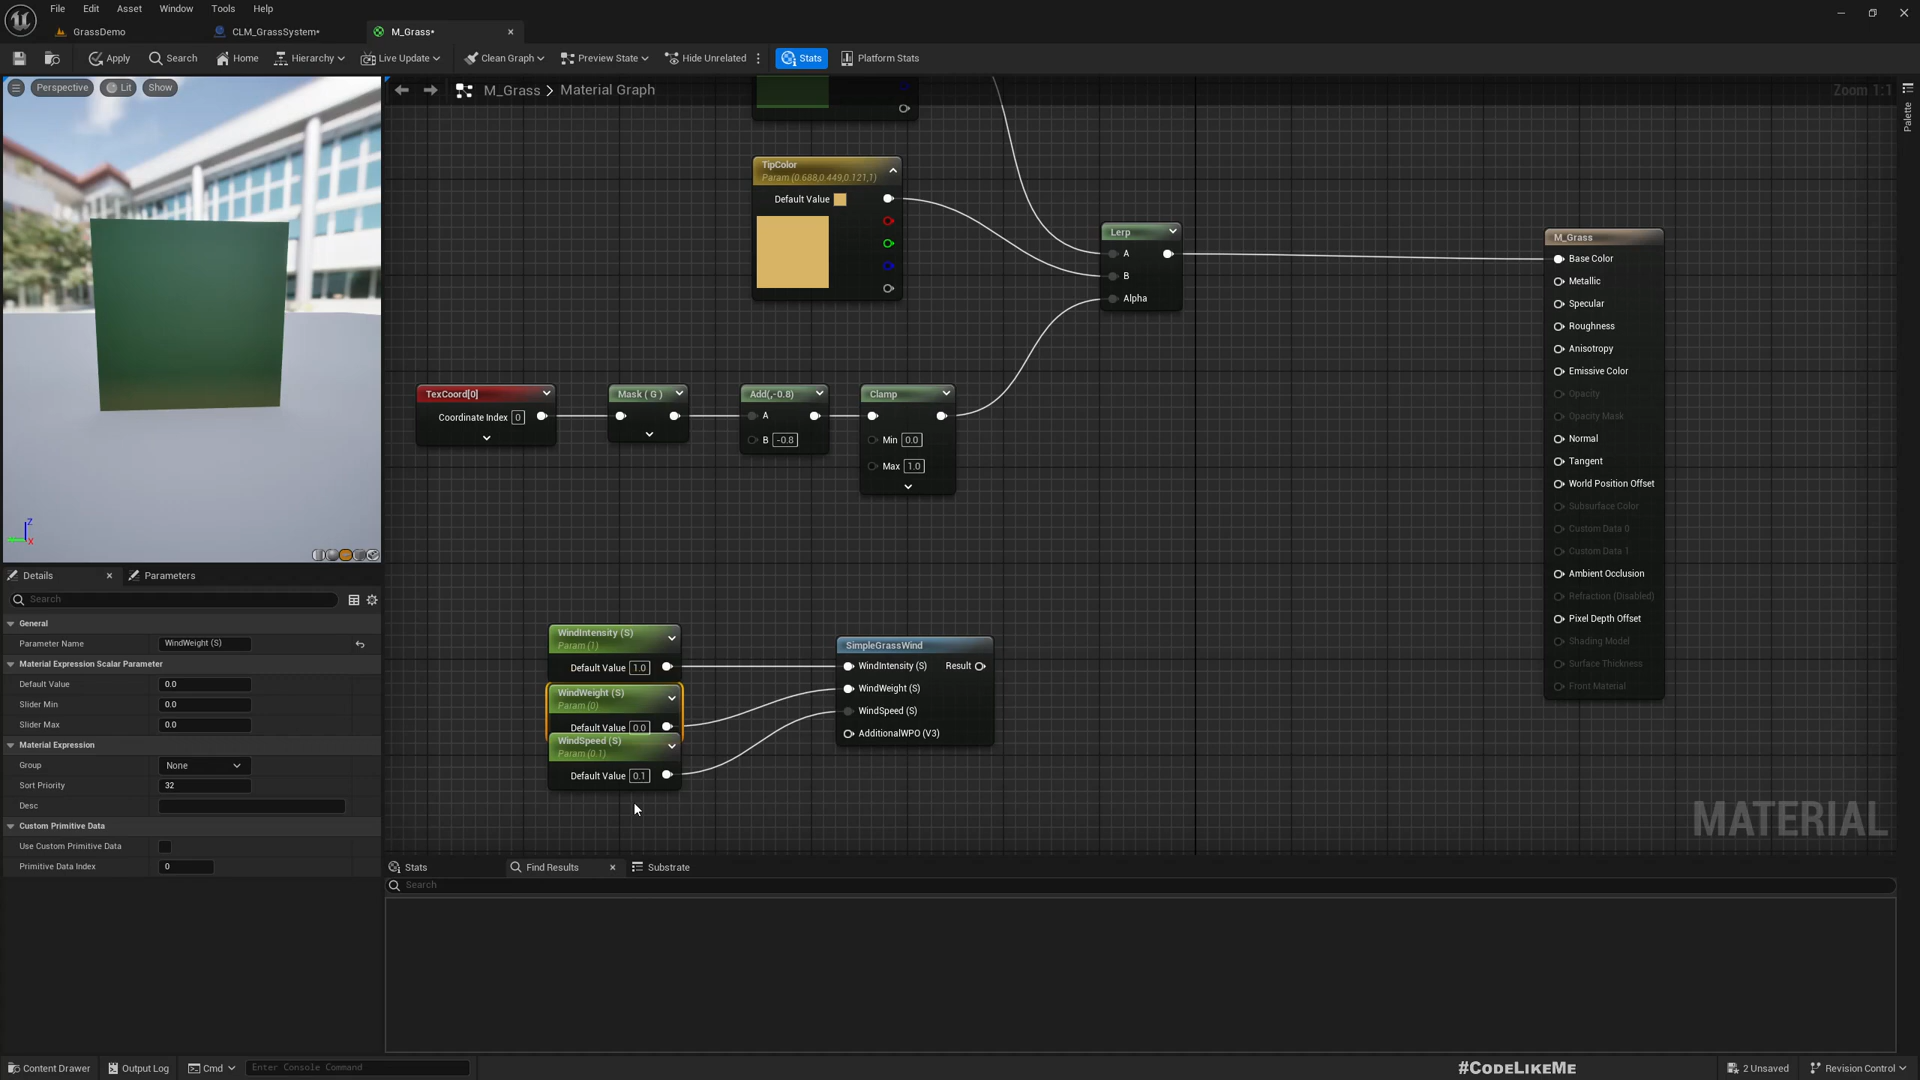 File Edit Asset Window Tools Help
GrassDemo CLM_GrassSystem* M_Grass*
Apply Search Home Hierarchy Live Update Clean Graph Preview State Hide Unrelated Stats Platform Stats
Perspective Lit Show
M_Grass > Material Graph
Zoom 1:1
Palette
TipColor
Param (0.688,0.449,0.121,1)
Default Value
Lerp
A
B
Alpha
TexCoord[0]
Coordinate Index 0
Mask ( G )
Add(,-0.8)
A
B -0.8
Clamp
Min 0.0
Max 1.0
M_Grass
Base Color
Metallic
Specular
Roughness
Anisotropy
Emissive Color
Opacity
Opacity Mask
Normal
Tangent
World Position Offset
Subsurface Color
Custom Data 0
Custom Data 1
Ambient Occlusion
Refraction (Disabled)
Pixel Depth Offset
Shading Model
Surface Thickness
Front Material
WindIntensity (S)
Param (1)
Default Value 1.0
WindWeight (S)
Param (0)
Default Value 0.0
WindSpeed (S)
Param (0.1)
Default Value 0.1
SimpleGrassWind
WindIntensity (S) Result
WindWeight (S)
WindSpeed (S)
AdditionalWPO (V3)
MATERIAL
Z
X
Details Parameters
Search
General
Parameter Name WindWeight (S)
Material Expression Scalar Parameter
Default Value 0.0
Slider Min 0.0
Slider Max 0.0
Material Expression
Group None
Sort Priority 32
Desc
Custom Primitive Data
Use Custom Primitive Data
Primitive Data Index 0
Stats Find Results Substrate
Search
Content Drawer Output Log Cmd Enter Console Command
#CODELIKEME
2 Unsaved Revision Control